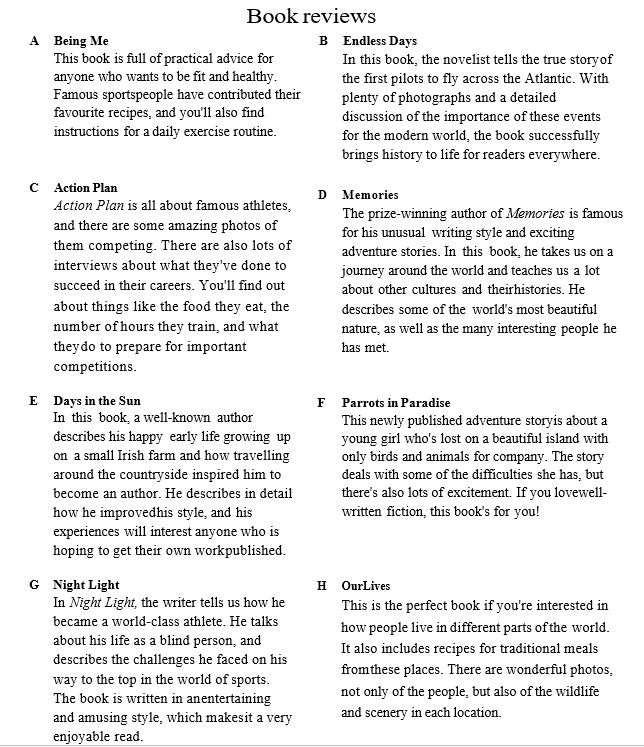 Book reviews
A Being Me
This book is full of practical advice for
anyone who wants to be fit and healthy.
Famous sportspeople have contributed their
favourite recipes, and you'll also find
instructions for a daily exercise routine.
B Endless Days
In this book, the novelist tells the true storyof
the first pilots to fly across the Atlantic. With
plenty of photographs and a detailed
discussion of the importance of these events
for the modern world, the book successfully
brings history to life for readers everywhere.
C Action Plan
Action Plan is all about famous athletes,
and there are some amazing photos of
them competing. There are also lots of
interviews about what they've done to
succeed in their careers. You'll find out
about things like the food they eat, the
number of hours they train, and what
theydo to prepare for important
competitions.
D Memories
The prize-winning author of Memories is famous
for his unusual writing style and exciting
adventure stories. In this book, he takes us on a
journey around the world and teaches us a lot
about other cultures and theirhistories. He
describes some of the world's most beautiful
nature, as well as the many interesting people he
has met.
E Days in the Sun
In this book, a well-known author
describes his happy early life growing up
on a small Irish farm and how travelling
around the countryside inspired him to
become an author. He describes in detail
how he improvedhis style, and his
experiences will interest anyone who is
hoping to get their own workpublished.
F Parrots in Paradise
This newly published adventure storyis about a
young girl who's lost on a beautiful island with
only birds and animals for company. The story
deals with some of the difficulties she has, but
there's also lots of excitement. If you lovewell-
written fiction, this book's for you!
G Night Light
In Night Light, the writer tells us how he
became a world-class athlete. He talks
about his life as a blind person, and
describes the challenges he faced on his
way to the top in the world of sports.
The book is written in anentertaining
and amusing style, which makesit a very
enjoyable read.
H OurLives
This is the perfect book if you're interested in
how people live in different parts of the world.
It also includes recipes for traditional meals
fromthese places. There are wonderful photos,
not only of the people, but also of the wildlife
and scenery in each location.